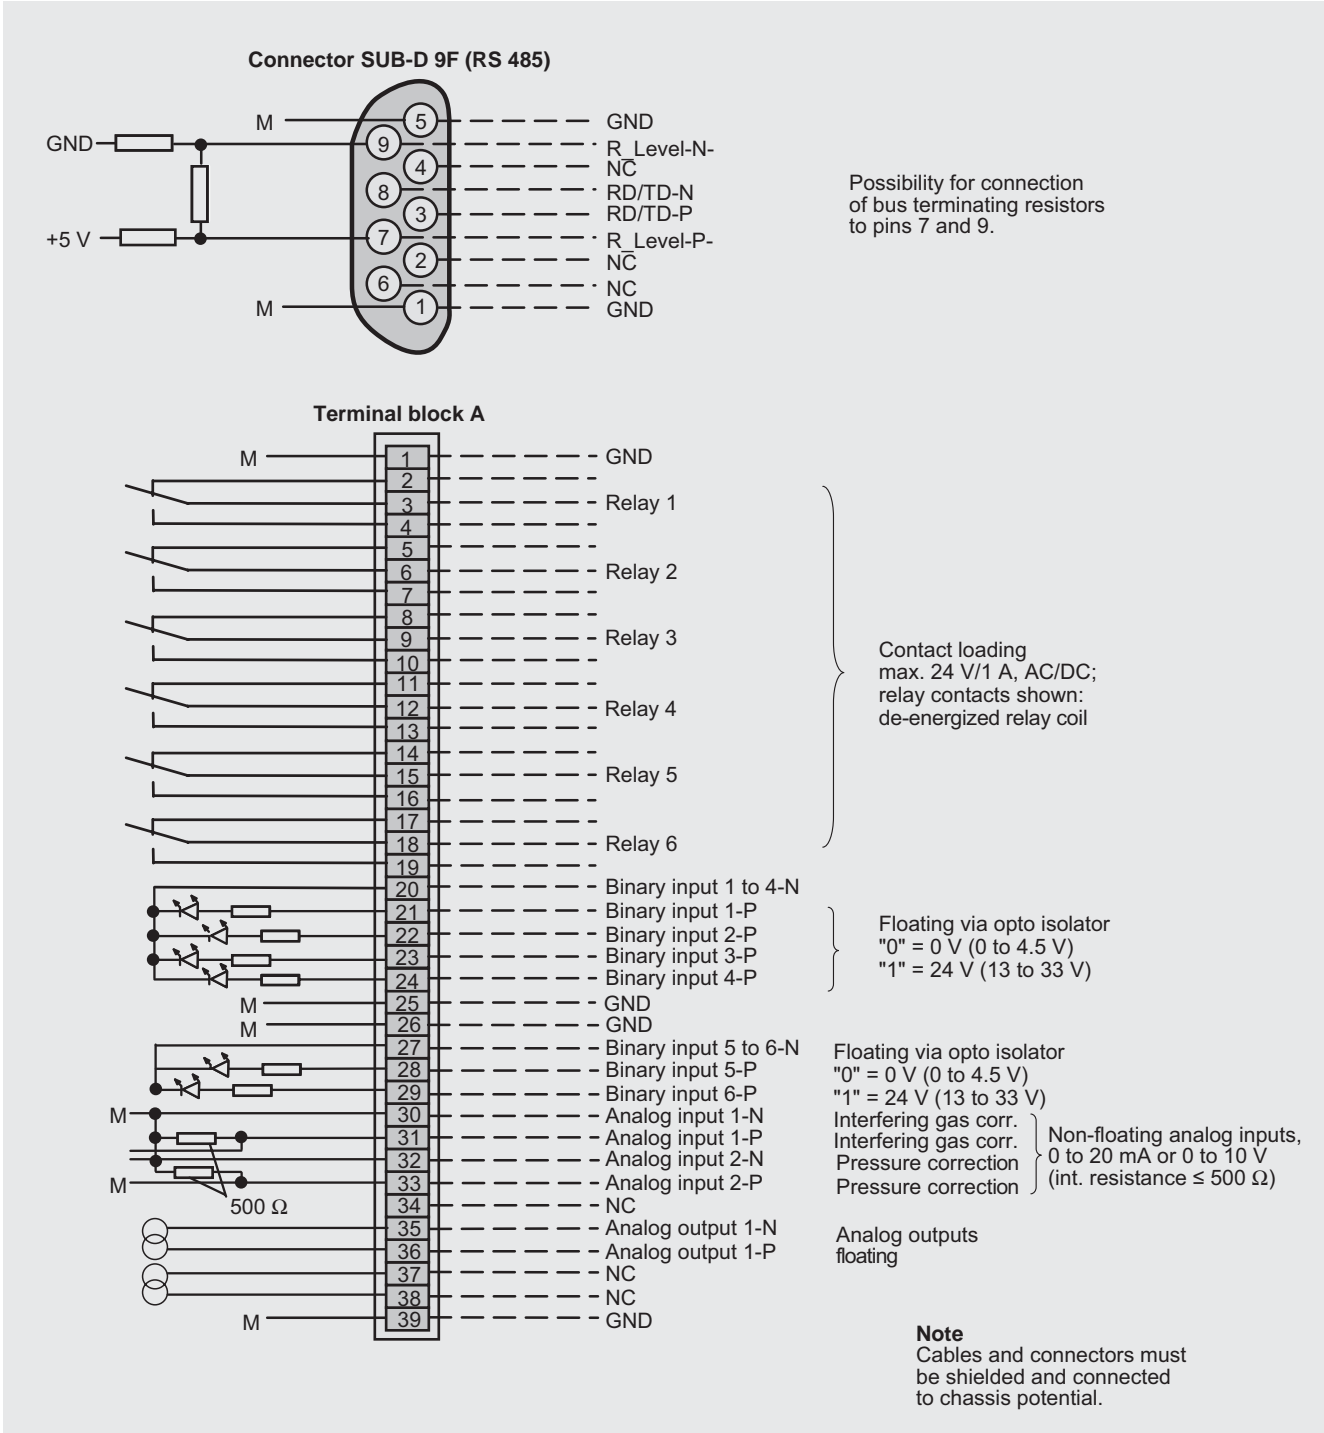 Connector SUB-D 9F (RS 485)
M 5 GND
GND 9 R_Level-N-
4 NC
8 RD/TD-N
3 RD/TD-P
+5 V 7 R_Level-P-
2 NC
6 NC
M 1 GND
Possibility for connection
of bus terminating resistors
to pins 7 and 9.
Terminal block A
M 1 GND
2
3 Relay 1
4
5
6 Relay 2
7
8
9 Relay 3
10
11
12 Relay 4
13
14
15 Relay 5
16
17
18 Relay 6
19
Contact loading
max. 24 V/1 A, AC/DC;
relay contacts shown:
de-energized relay coil
20 Binary input 1 to 4-N
21 Binary input 1-P
22 Binary input 2-P
23 Binary input 3-P
24 Binary input 4-P
Floating via opto isolator
"0" = 0 V (0 to 4.5 V)
"1" = 24 V (13 to 33 V)
M 25 GND
M 26 GND
27 Binary input 5 to 6-N
28 Binary input 5-P
29 Binary input 6-P
Floating via opto isolator
"0" = 0 V (0 to 4.5 V)
"1" = 24 V (13 to 33 V)
M 30 Analog input 1-N Interfering gas corr.
31 Analog input 1-P Interfering gas corr.
32 Analog input 2-N Pressure correction
M 33 Analog input 2-P Pressure correction
500 Ω
Non-floating analog inputs,
0 to 20 mA or 0 to 10 V
(int. resistance ≤ 500 Ω)
34 NC
35 Analog output 1-N
36 Analog output 1-P
Analog outputs
floating
37 NC
38 NC
M 39 GND
Note
Cables and connectors must
be shielded and connected
to chassis potential.